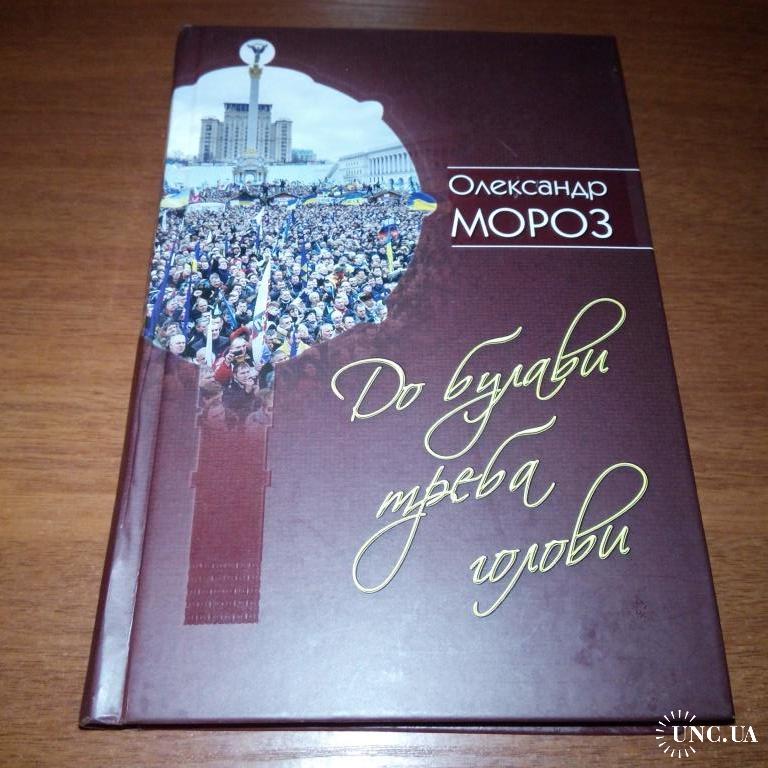 Олександр
МОРОЗ
До булави
треба
голови
UNC.UA